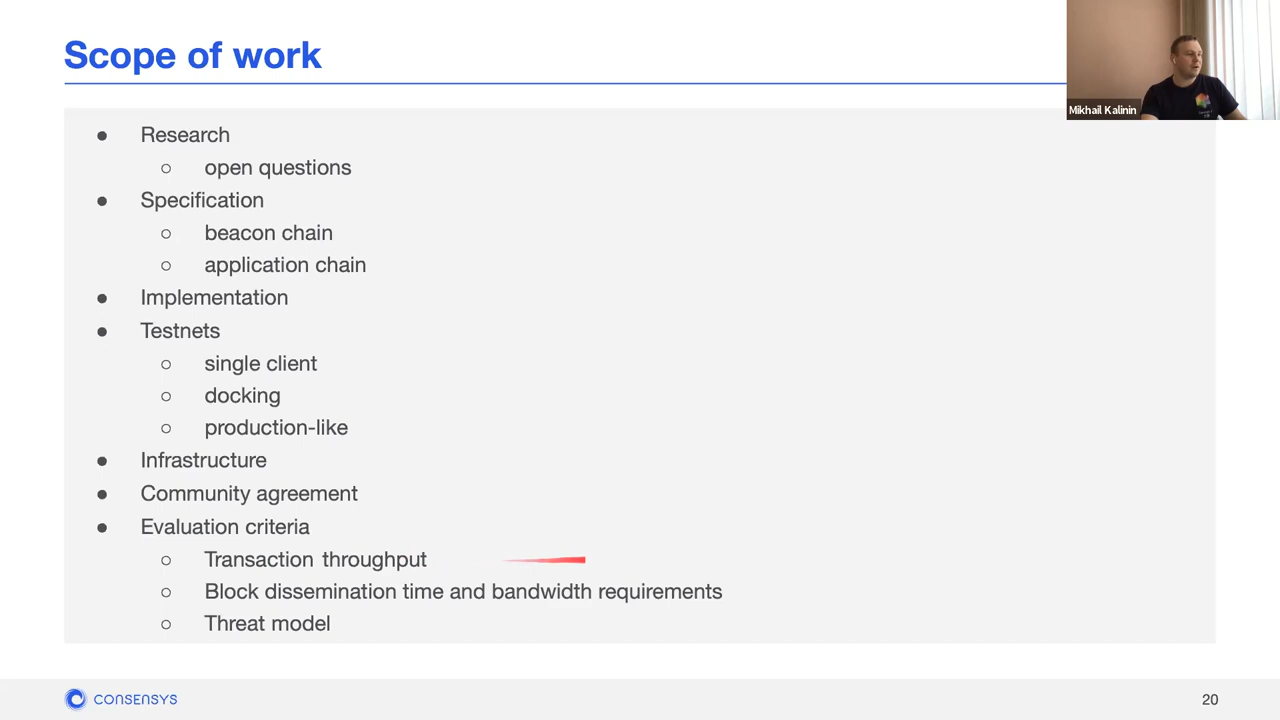 Scope of work
Mikhail Kalinin
Research
open questions
Specification
beacon chain
application chain
Implementation
Testnets
single client
docking
production-like
Infrastructure
Community agreement
Evaluation criteria
Transaction throughput
Block dissemination time and bandwidth requirements
Threat model
CONSENSYS
20